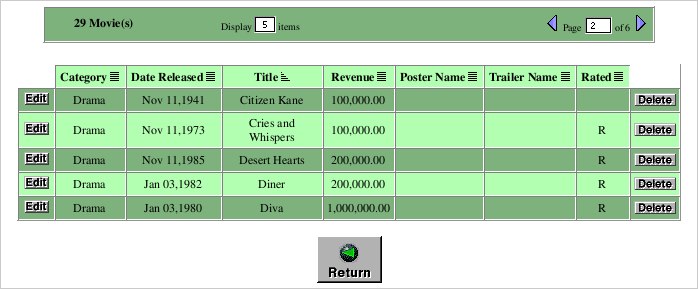 29 Movie(s) Display 5 items Page 2 of 6
Category Date Released Title Revenue Poster Name Trailer Name Rated
Edit Drama Nov 11,1941 Citizen Kane 100,000.00 Delete
Edit Drama Nov 11,1973 Cries and Whispers 100,000.00 R Delete
Edit Drama Nov 11,1985 Desert Hearts 200,000.00 R Delete
Edit Drama Jan 03,1982 Diner 200,000.00 R Delete
Edit Drama Jan 03,1980 Diva 1,000,000.00 R Delete
Return